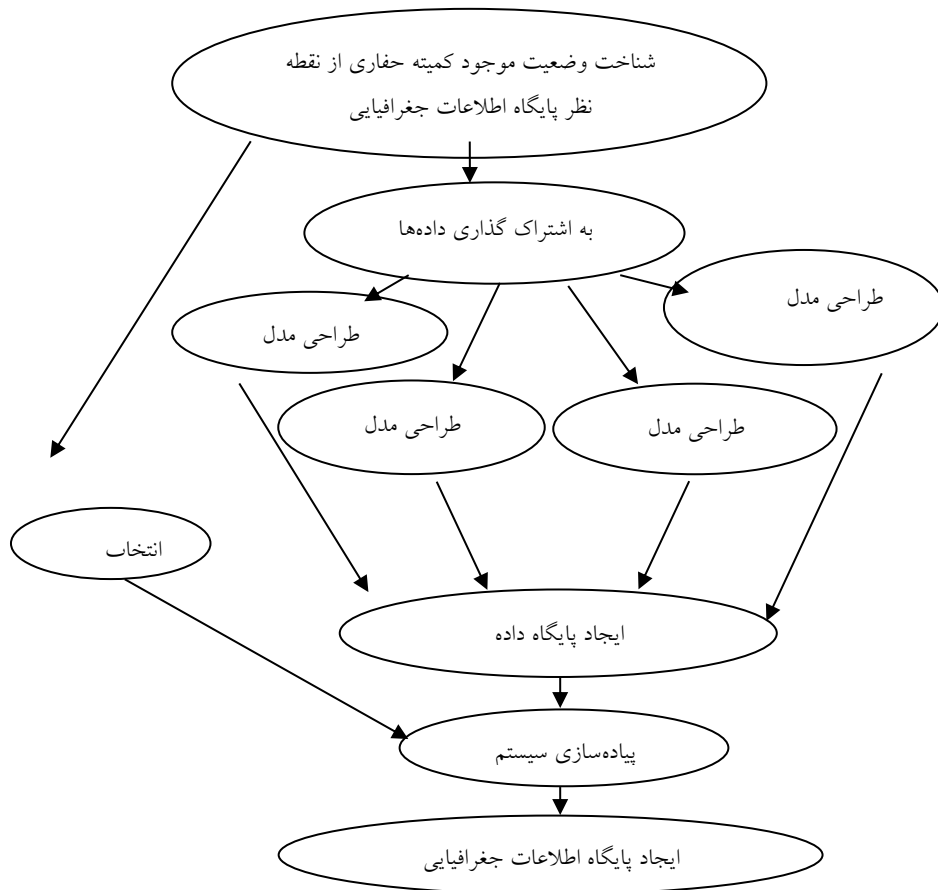 شناخت وضعیت موجود کمیته حفاری از نقطه
نظر پایگاه اطلاعات جغرافیایی
به اشتراک گذاری داده‌ها
طراحی مدل
طراحی مدل
طراحی مدل
طراحی مدل
انتخاب
ایجاد پایگاه داده
پیاده‌سازی سیستم
ایجاد پایگاه اطلاعات جغرافیایی